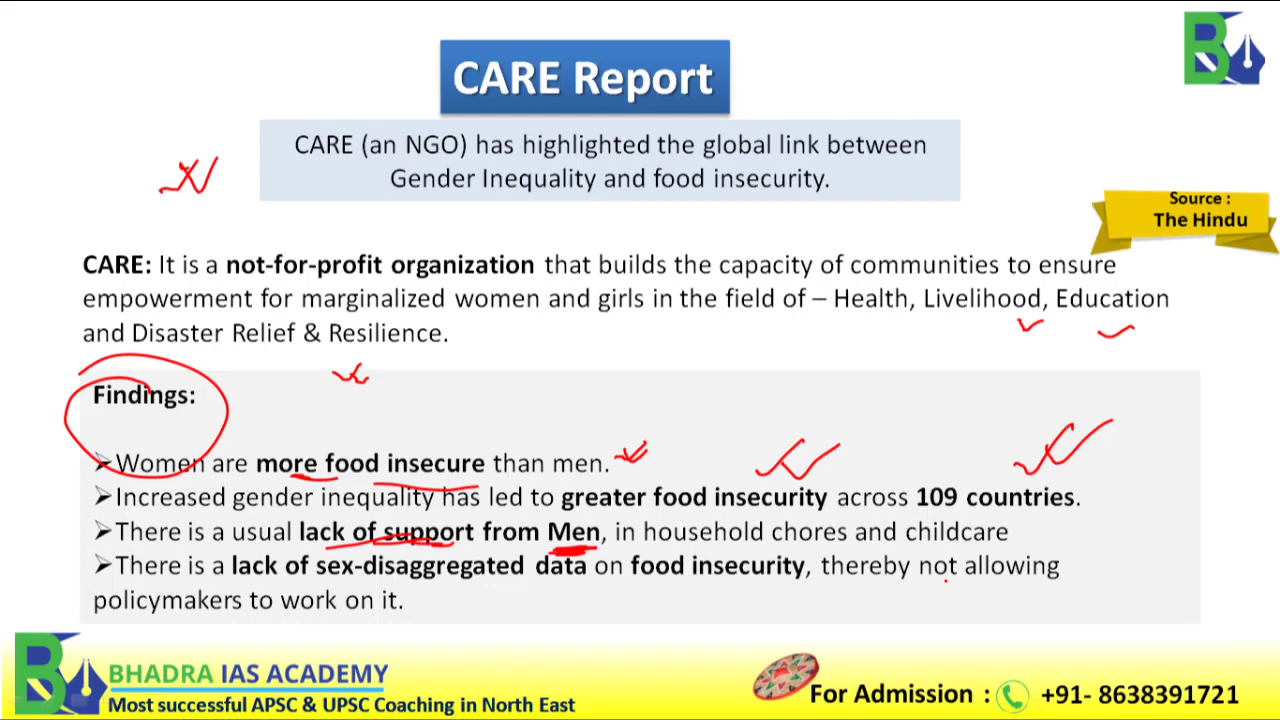 CARE Report
CARE (an NGO) has highlighted the global link between
Gender Inequality and food insecurity.
Source :
The Hindu
CARE: It is a not-for-profit organization that builds the capacity of communities to ensure
empowerment for marginalized women and girls in the field of – Health, Livelihood, Education
and Disaster Relief & Resilience.
Findings:
➢Women are more food insecure than men.
➢Increased gender inequality has led to greater food insecurity across 109 countries.
➢There is a usual lack of support from Men, in household chores and childcare
➢There is a lack of sex-disaggregated data on food insecurity, thereby not allowing
policymakers to work on it.
BHADRA IAS ACADEMY
Most successful APSC & UPSC Coaching in North East
For Admission : +91- 8638391721